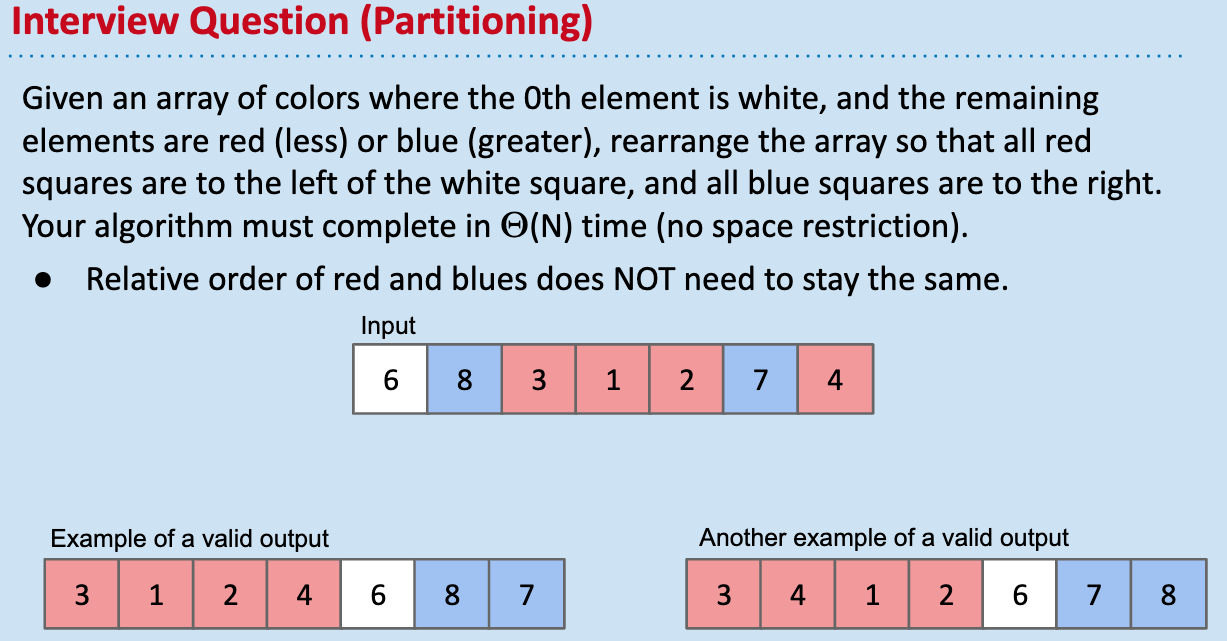 Interview Question (Partitioning)
Given an array of colors where the 0th element is white, and the remaining
elements are red (less) or blue (greater), rearrange the array so that all red
squares are to the left of the white square, and all blue squares are to the right.
Your algorithm must complete in Θ(N) time (no space restriction).
● Relative order of red and blues does NOT need to stay the same.
Input
6 8 3 1 2 7 4
Example of a valid output
3 1 2 4 6 8 7
Another example of a valid output
3 4 1 2 6 7 8